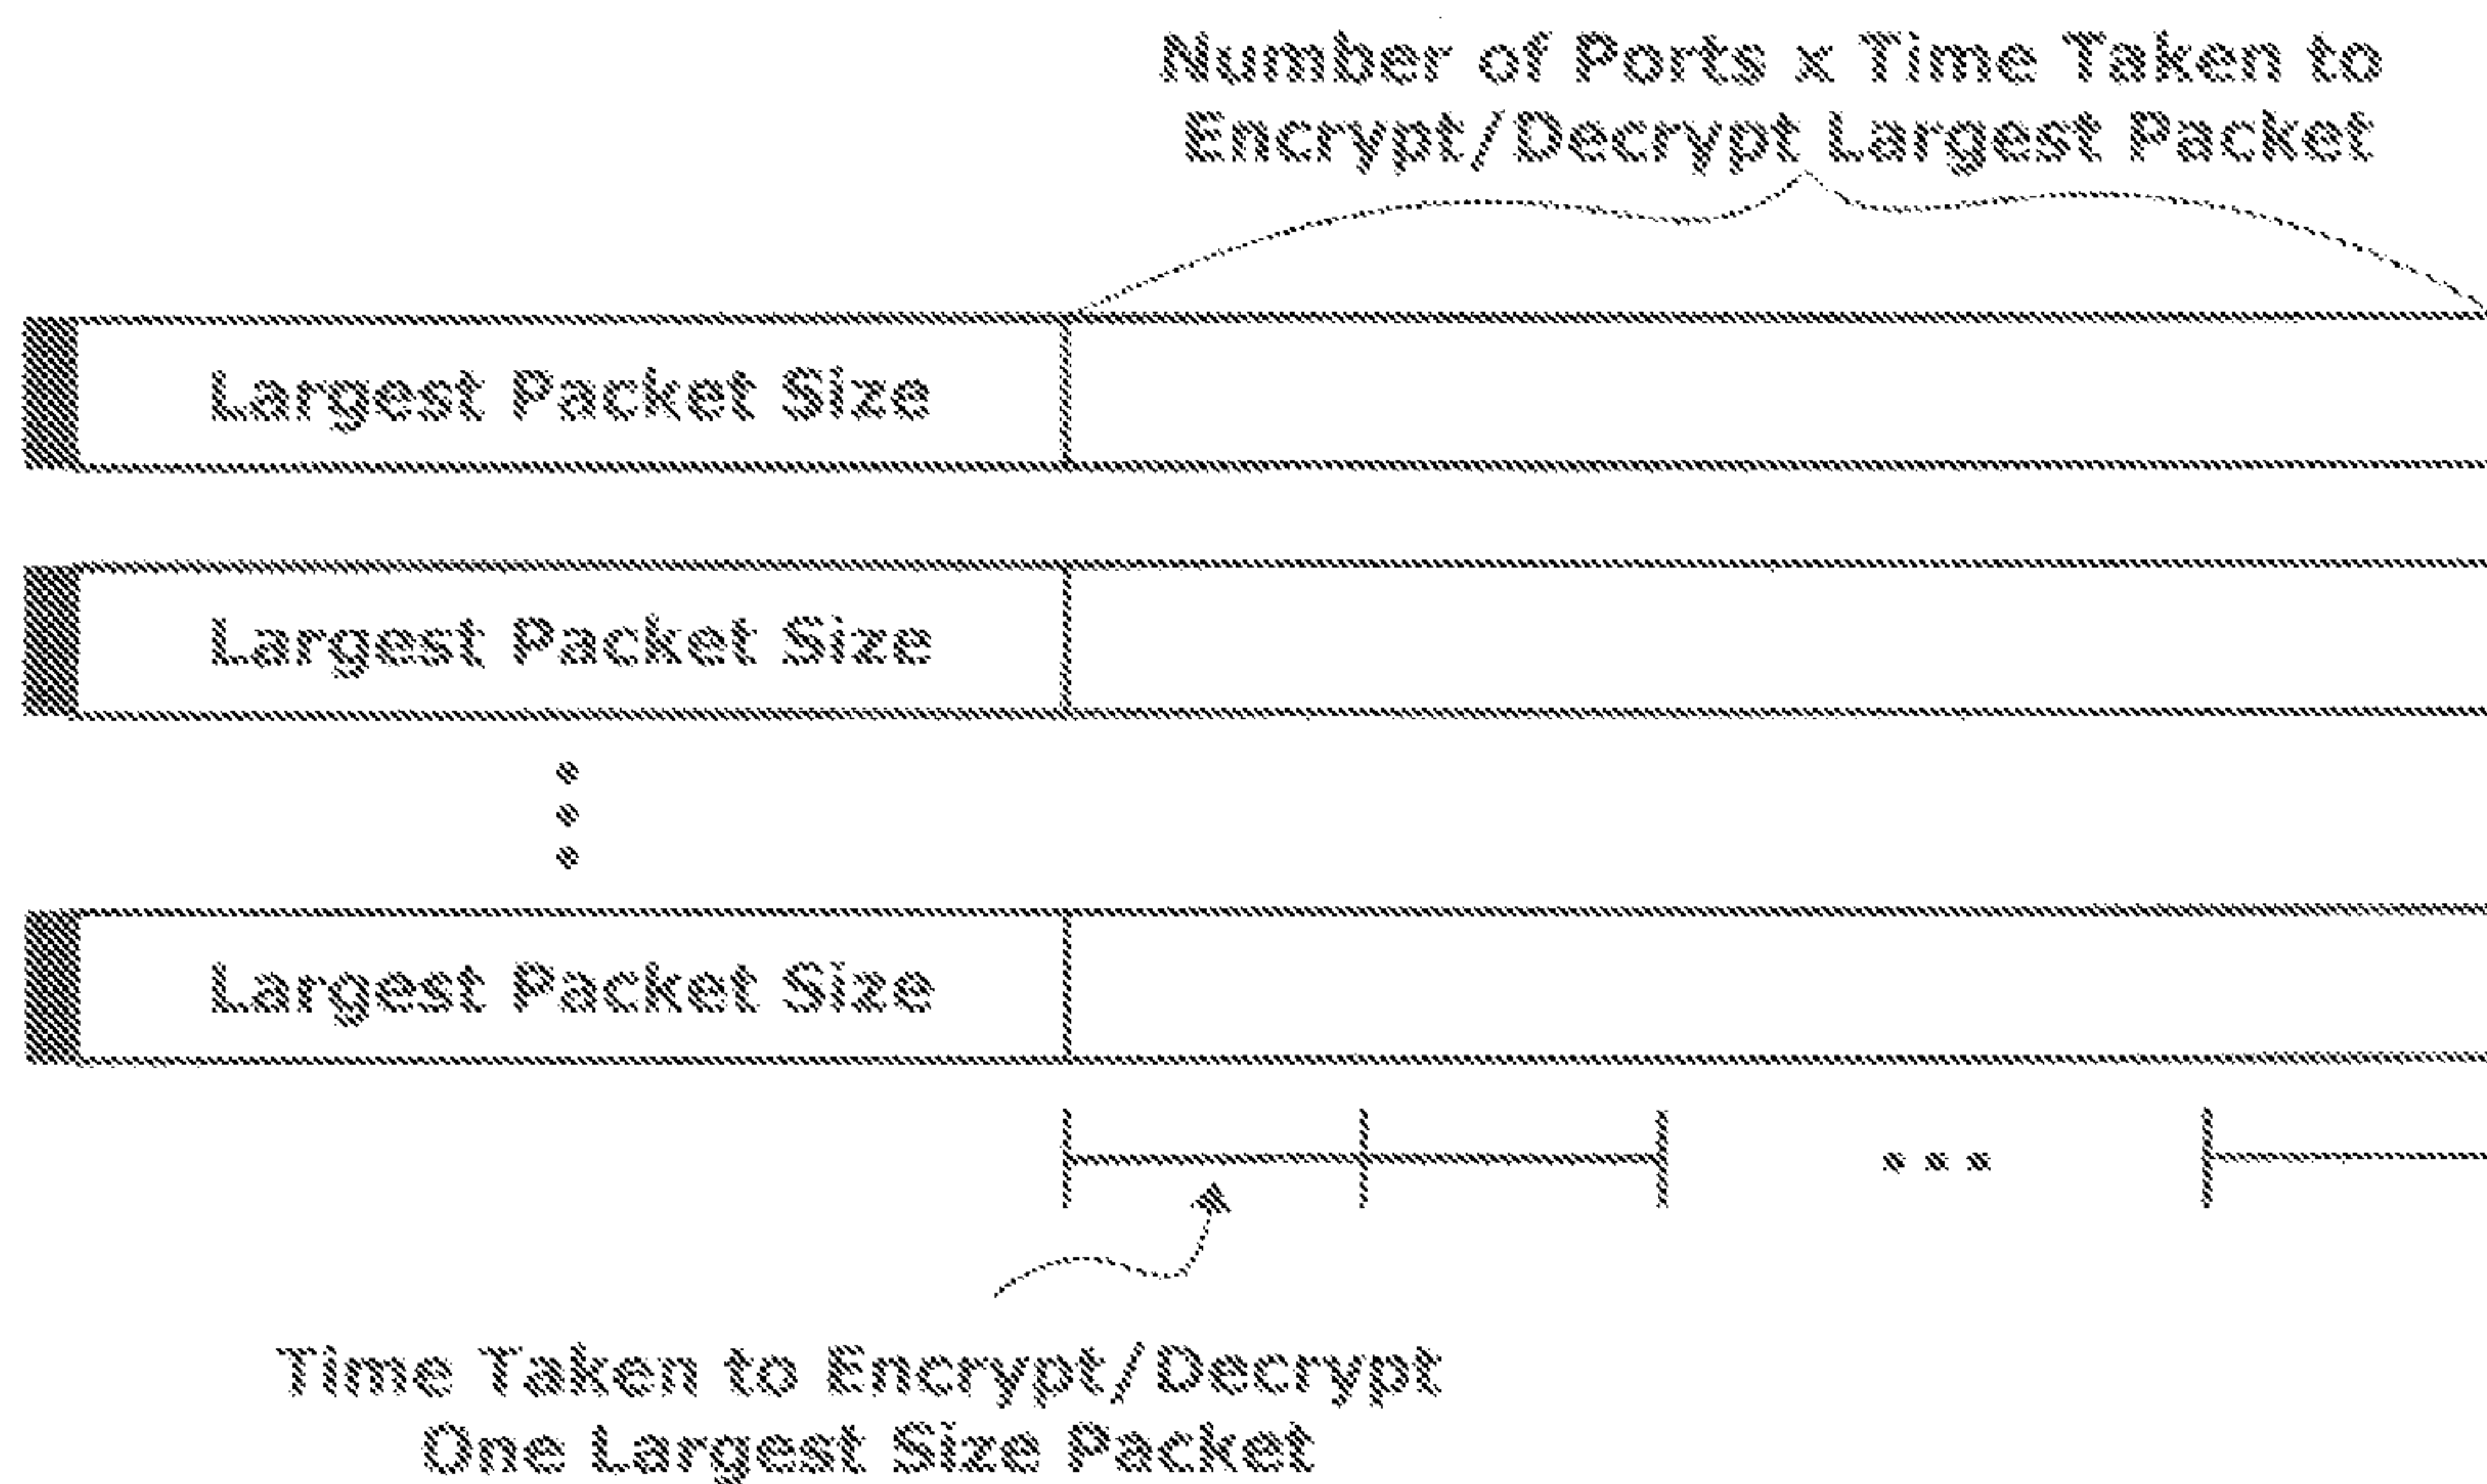 Number of Ports x Time Taken to
Encrypt/Decrypt Largest Packet
Largest Packet Size
Largest Packet Size
Largest Packet Size
Time Taken to Encrypt/Decrypt
One Largest Size Packet